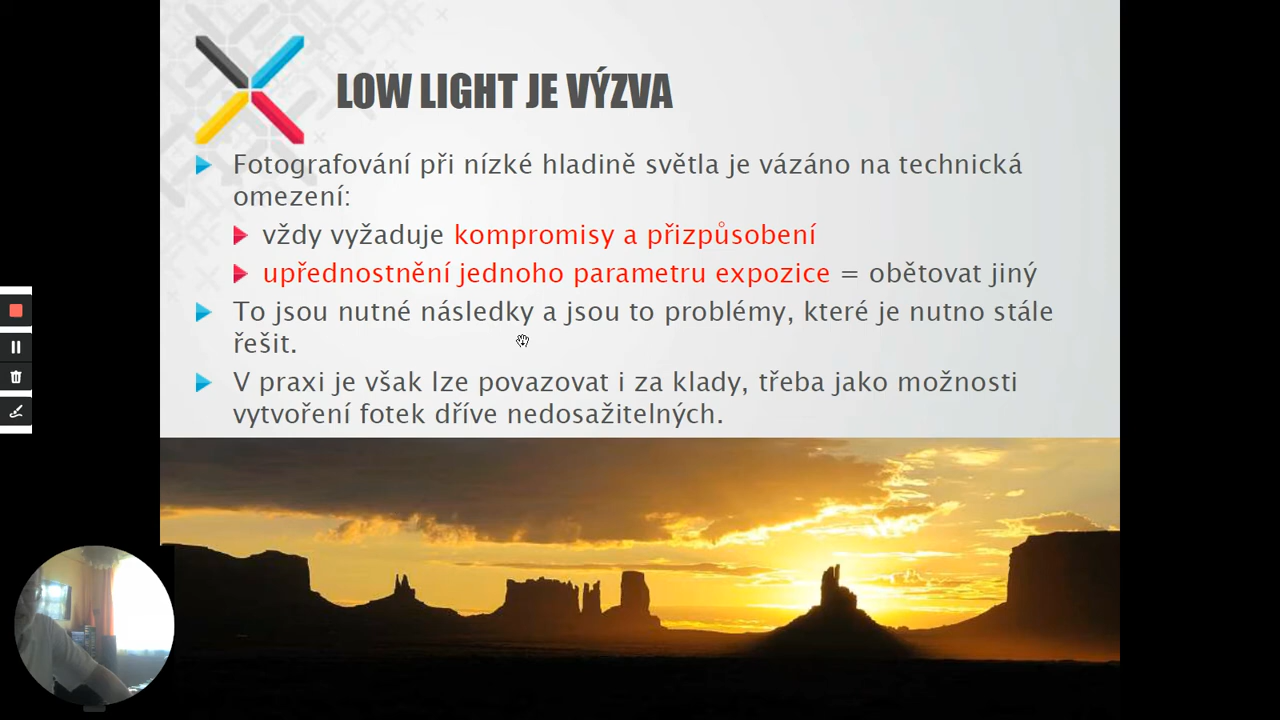 LOW LIGHT JE VÝZVA
Fotografování při nízké hladině světla je vázáno na technická
omezení:
vždy vyžaduje kompromisy a přizpůsobení
upřednostnění jednoho parametru expozice = obětovat jiný
To jsou nutné následky a jsou to problémy, které je nutno stále
řešit.
V praxi je však lze povazovat i za klady, třeba jako možnosti
vytvoření fotek dříve nedosažitelných.